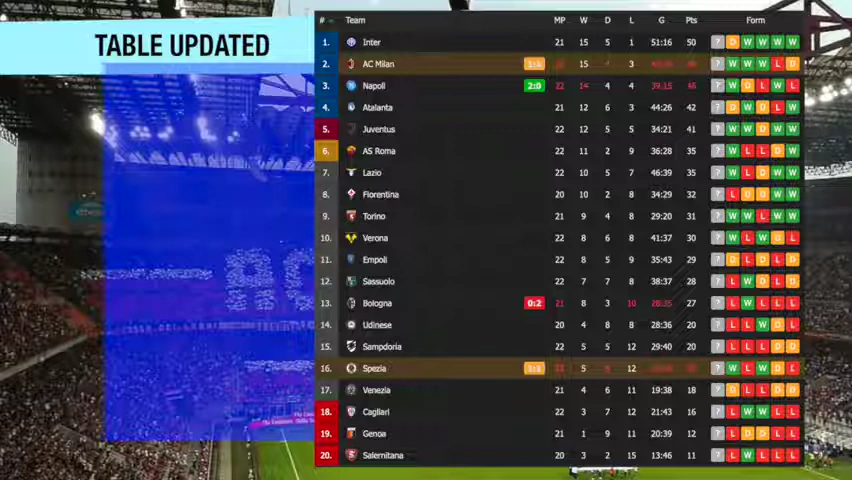 TABLE UPDATED
# Team MP W D L G Pts Form
1. Inter 21 15 5 1 51:16 50 ? D W W W W
2. AC Milan 15 3 ? W W W L D
3. Napoli 2:0 22 14 4 4 39:15 46 ? W D L W L
4. Atalanta 21 12 6 3 44:26 42 ? D W D L W
5. Juventus 22 12 5 5 34:21 41 ? W W D W W
6. AS Roma 22 11 2 9 36:28 35 ? W L L D W
7. Lazio 22 10 5 7 46:39 35 ? W L D W W
8. Fiorentina 20 10 2 8 34:29 32 ? L D D W W
9. Torino 21 9 4 8 29:20 31 ? W W L W W
10. Verona 22 8 6 8 41:37 30 ? W L W D L
11. Empoli 22 8 5 9 35:43 29 ? D L D L D
12. Sassuolo 22 7 7 8 38:37 28 ? L W D L D
13. Bologna 0:2 21 8 3 10 28:35 27 ? L W L L L
14. Udinese 20 4 8 8 28:36 20 ? L L W D L
15. Sampdoria 22 5 5 12 29:40 20 ? L L L D D
16. Spezia 5 12 ? W L W D L
17. Venezia 21 4 6 11 19:38 18 ? D L L D D
18. Cagliari 22 3 7 12 21:43 16 ? L W W L L
19. Genoa 21 1 9 11 20:39 12 ? L D D L L
20. Salernitana 20 3 2 15 13:46 11 ? L W L L L